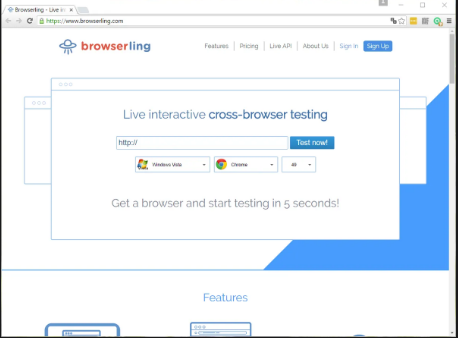 Browserling - Live in
https://www.browserling.com
browserling
Features | Pricing | Live API | About Us | Sign In Sign Up
Live interactive cross-browser testing
http:// Test now!
Windows Vista Chrome 49
Get a browser and start testing in 5 seconds!
Features